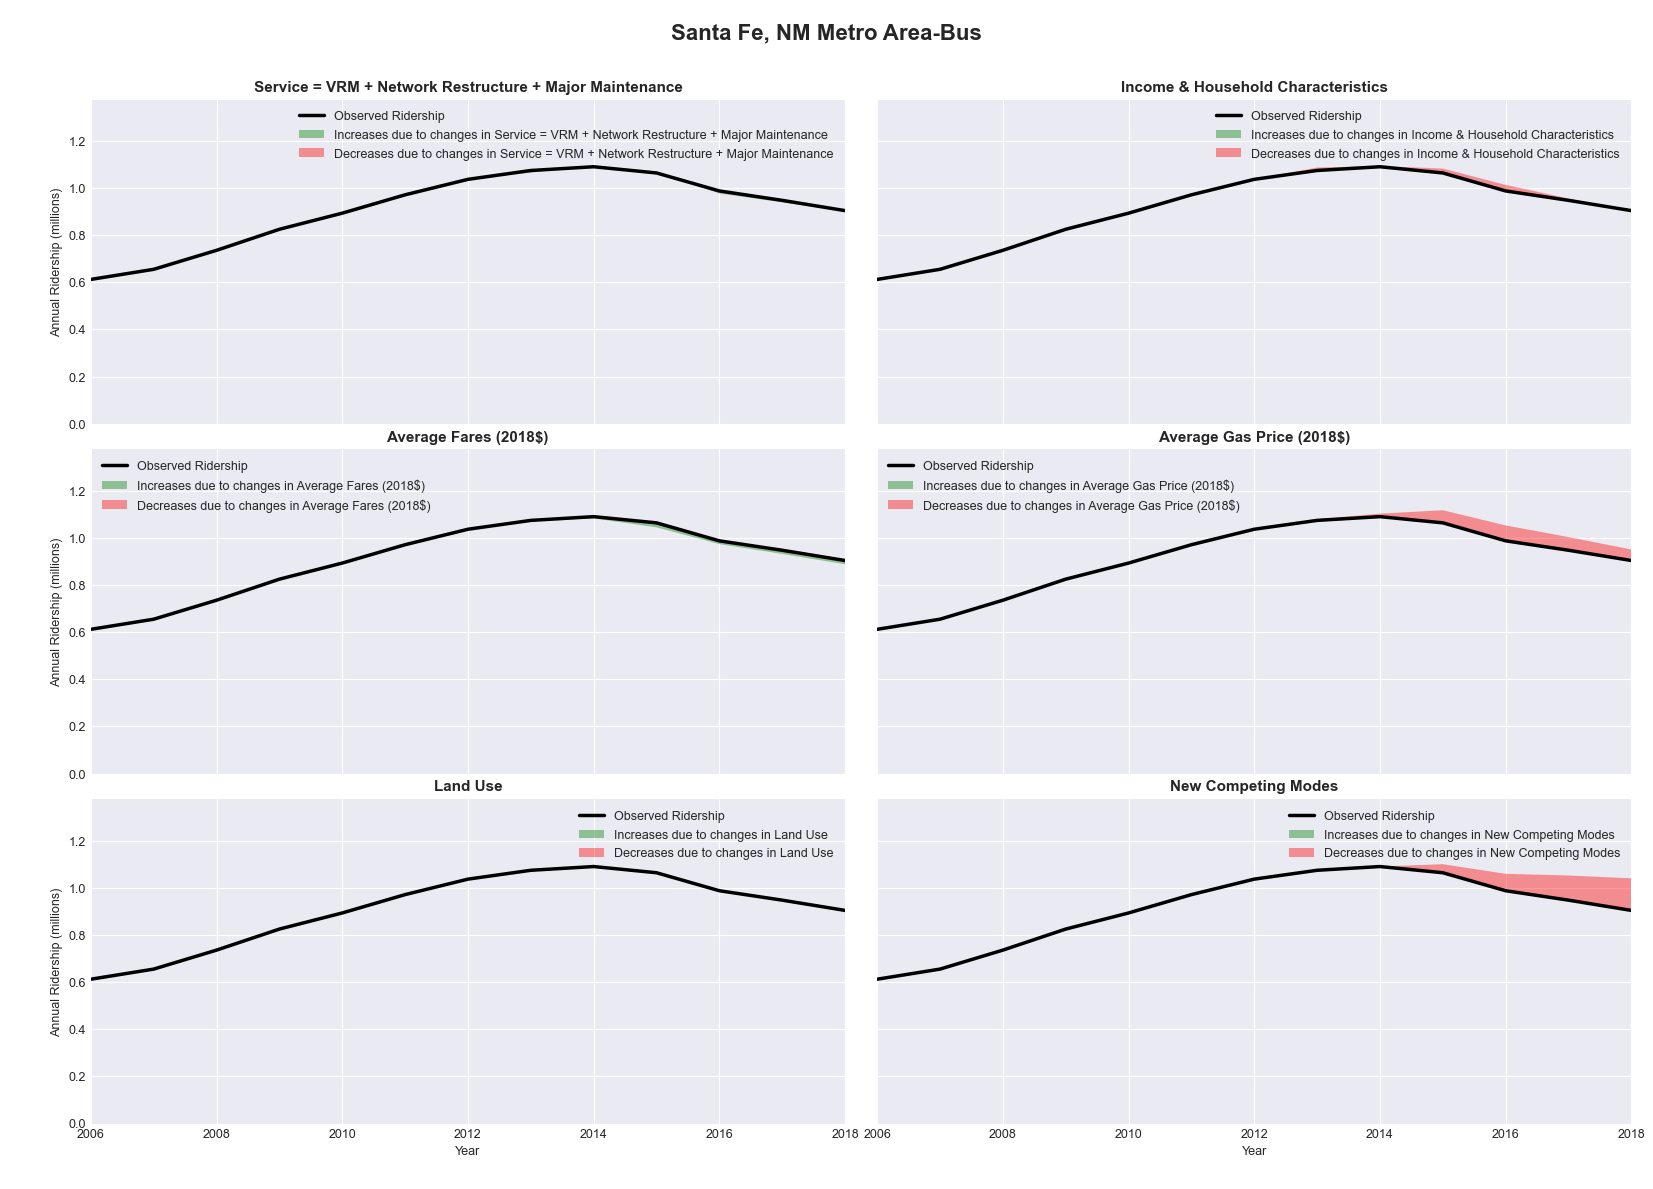 Santa Fe, NM Metro Area-Bus
Service = VRM + Network Restructure + Major Maintenance
Observed Ridership
Increases due to changes in Service = VRM + Network Restructure + Major Maintenance
Decreases due to changes in Service = VRM + Network Restructure + Major Maintenance
1.2
1.0
0.8
0.6
0.4
0.2
0.0
Annual Ridership (millions)
Income & Household Characteristics
Observed Ridership
Increases due to changes in Income & Household Characteristics
Decreases due to changes in Income & Household Characteristics
Average Fares (2018$)
Observed Ridership
Increases due to changes in Average Fares (2018$)
Decreases due to changes in Average Fares (2018$)
1.2
1.0
0.8
0.6
0.4
0.2
0.0
Annual Ridership (millions)
Average Gas Price (2018$)
Observed Ridership
Increases due to changes in Average Gas Price (2018$)
Decreases due to changes in Average Gas Price (2018$)
Land Use
Observed Ridership
Increases due to changes in Land Use
Decreases due to changes in Land Use
1.2
1.0
0.8
0.6
0.4
0.2
0.0
Annual Ridership (millions)
2006 2008 2010 2012 2014 2016 2018
Year
New Competing Modes
Observed Ridership
Increases due to changes in New Competing Modes
Decreases due to changes in New Competing Modes
2006 2008 2010 2012 2014 2016 2018
Year